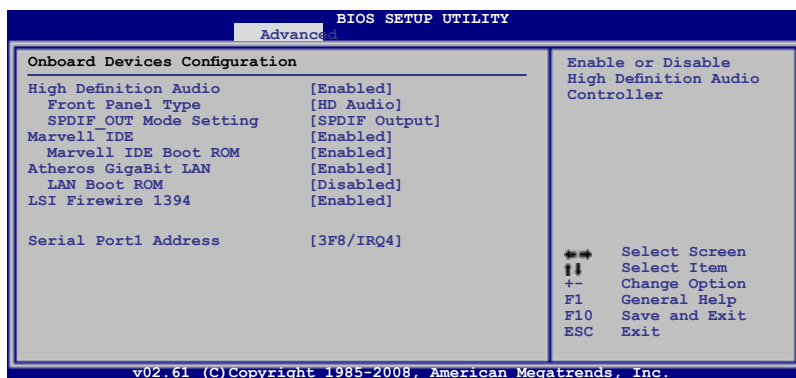 BIOS SETUP UTILITY
Advanced
Onboard Devices Configuration
High Definition Audio [Enabled]
Front Panel Type [HD Audio]
SPDIF_OUT Mode Setting [SPDIF Output]
Marvell IDE [Enabled]
Marvell IDE Boot ROM [Enabled]
Atheros GigaBit LAN [Enabled]
LAN Boot ROM [Disabled]
LSI Firewire 1394 [Enabled]
Serial Port1 Address [3F8/IRQ4]
Enable or Disable
High Definition Audio
Controller
Select Screen
Select Item
+- Change Option
F1 General Help
F10 Save and Exit
ESC Exit
v02.61 (C)Copyright 1985-2008, American Megatrends, Inc.